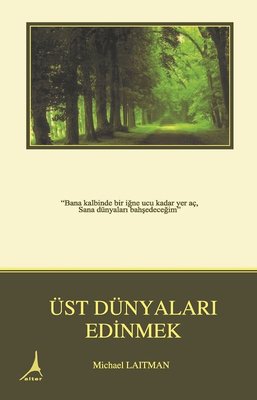 “Bana kalbinde bir iğne ucu kadar yer aç,
Sana dünyaları bahşedeceğim”
ÜST DÜNYALARI
EDİNMEK
Michael LAITMAN
alter